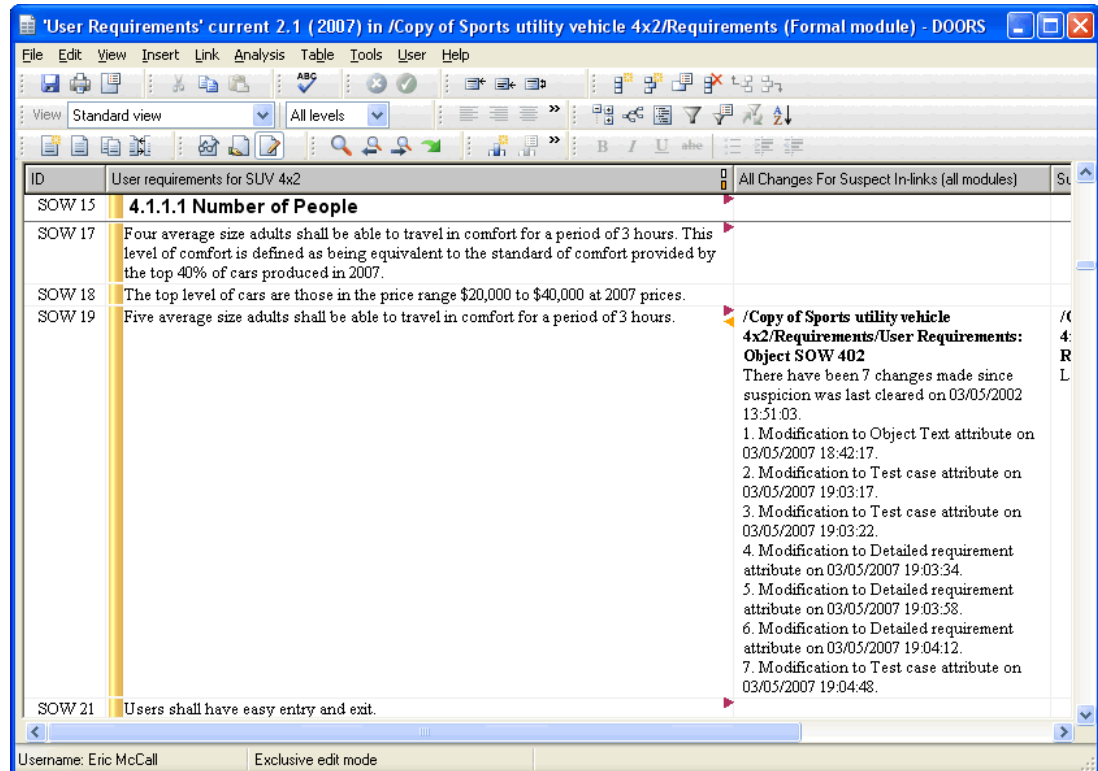 'User Requirements' current 2.1 (2007) in /Copy of Sports utility vehicle 4x2/Requirements (Formal module) - DOORS
File Edit View Insert Link Analysis Table Tools User Help
ABC
View Standard view All levels »
» B I U abc
ID User requirements for SUV 4x2 All Changes For Suspect In-links (all modules) Su
SOW 15 4.1.1.1 Number of People
SOW 17 Four average size adults shall be able to travel in comfort for a period of 3 hours. This
level of comfort is defined as being equivalent to the standard of comfort provided by
the top 40% of cars produced in 2007.
SOW 18 The top level of cars are those in the price range $20,000 to $40,000 at 2007 prices.
SOW 19 Five average size adults shall be able to travel in comfort for a period of 3 hours.
/Copy of Sports utility vehicle
4x2/Requirements/User Requirements:
Object SOW 402
There have been 7 changes made since
suspicion was last cleared on 03/05/2002
13:51:03.
1. Modification to Object Text attribute on
03/05/2007 18:42:17.
2. Modification to Test case attribute on
03/05/2007 19:03:17.
3. Modification to Test case attribute on
03/05/2007 19:03:22.
4. Modification to Detailed requirement
attribute on 03/05/2007 19:03:34.
5. Modification to Detailed requirement
attribute on 03/05/2007 19:03:58.
6. Modification to Detailed requirement
attribute on 03/05/2007 19:04:12.
7. Modification to Test case attribute on
03/05/2007 19:04:48.
SOW 21 Users shall have easy entry and exit.
Username: Eric McCall Exclusive edit mode